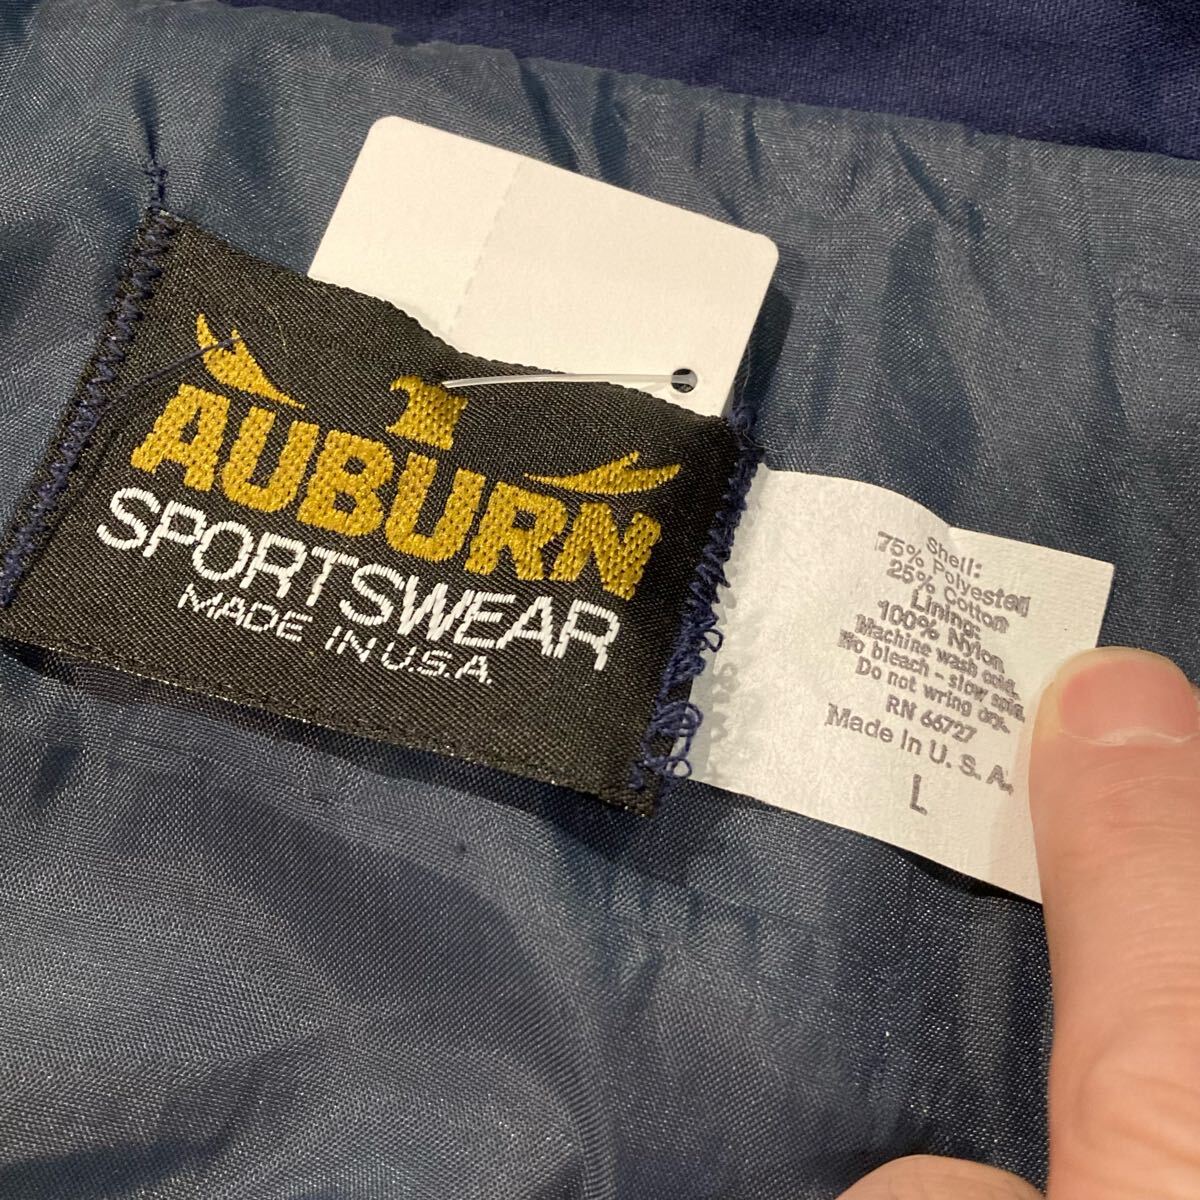 1
AUBURN
SPORTSWEAR
MADE IN U.S.A.
Shell:
75% Polyester
25% Cotton
Lining:
100% Nylon
Machine wash cold.
No bleach - slow spin.
Do not wring dry.
RN 66727
Made In U. S. A.
L